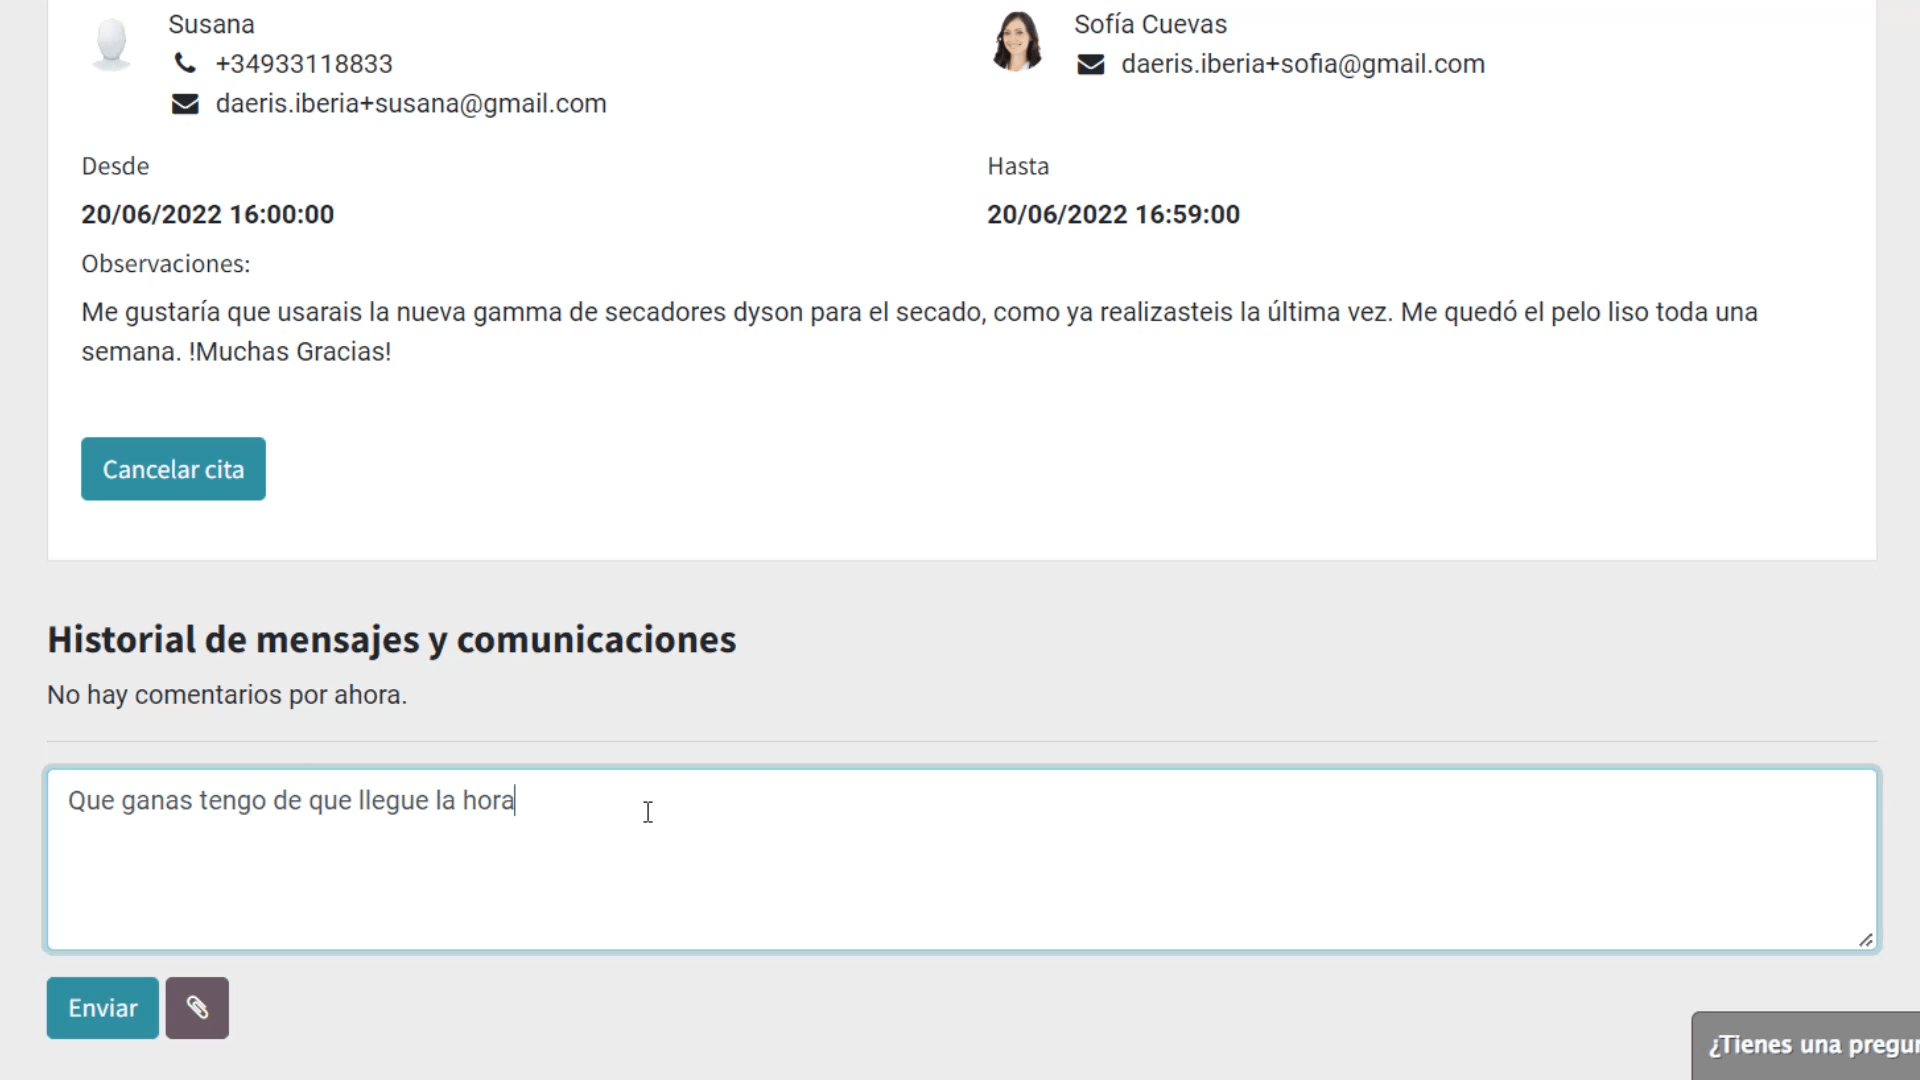 Susana
+34933118833
daeris.iberia+susana@gmail.com
Sofía Cuevas
daeris.iberia+sofia@gmail.com
Desde
20/06/2022 16:00:00
Hasta
20/06/2022 16:59:00
Observaciones:
Me gustaría que usarais la nueva gamma de secadores dyson para el secado, como ya realizasteis la última vez. Me quedó el pelo liso toda una
semana. !Muchas Gracias!
Cancelar cita
Historial de mensajes y comunicaciones
No hay comentarios por ahora.
Que ganas tengo de que llegue la hora
Enviar
¿Tienes una